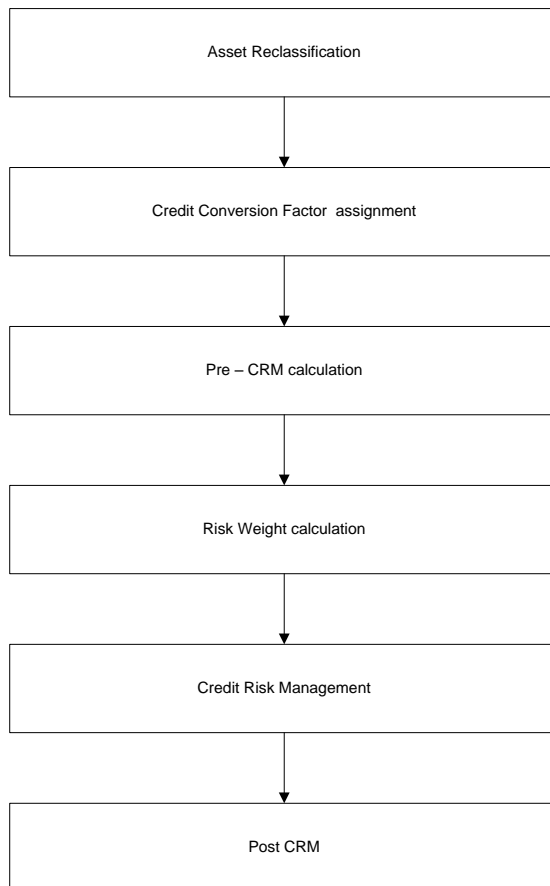 Asset Reclassification
Credit Conversion Factor  assignment
Pre – CRM calculation
Risk Weight calculation
Credit Risk Management
Post CRM